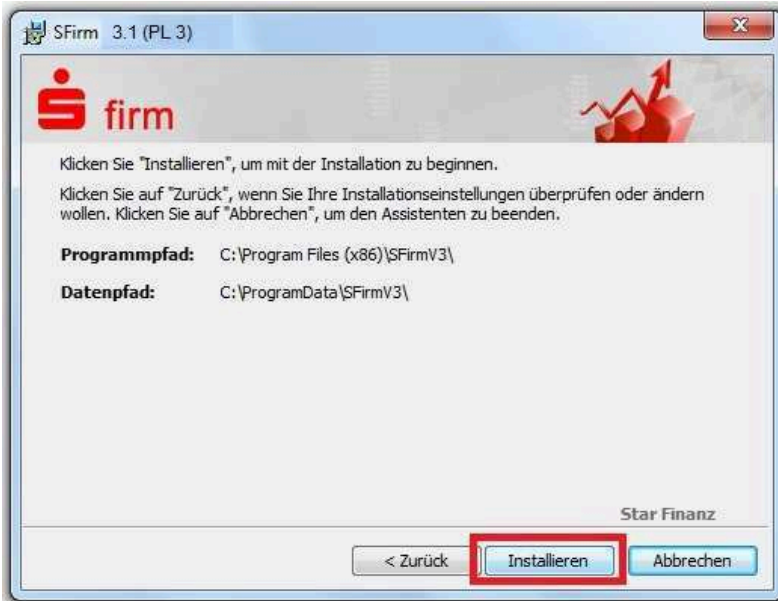 SFirm 3.1 (PL 3)
firm
Klicken Sie "Installieren", um mit der Installation zu beginnen.
Klicken Sie auf "Zurück", wenn Sie Ihre Installationseinstellungen überprüfen oder ändern
wollen. Klicken Sie auf "Abbrechen", um den Assistenten zu beenden.
Programmpfad: C:\Program Files (x86)\SFirmV3\
Datenpfad: C:\ProgramData\SFirmV3\
Star Finanz
< Zurück Installieren Abbrechen